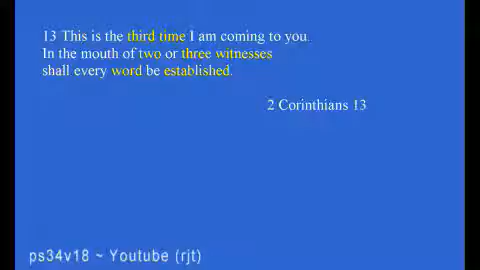 13 This is the third time I am coming to you.
In the mouth of two or three witnesses
shall every word be established.
2 Corinthians 13
ps34v18 ~ Youtube (rjt)